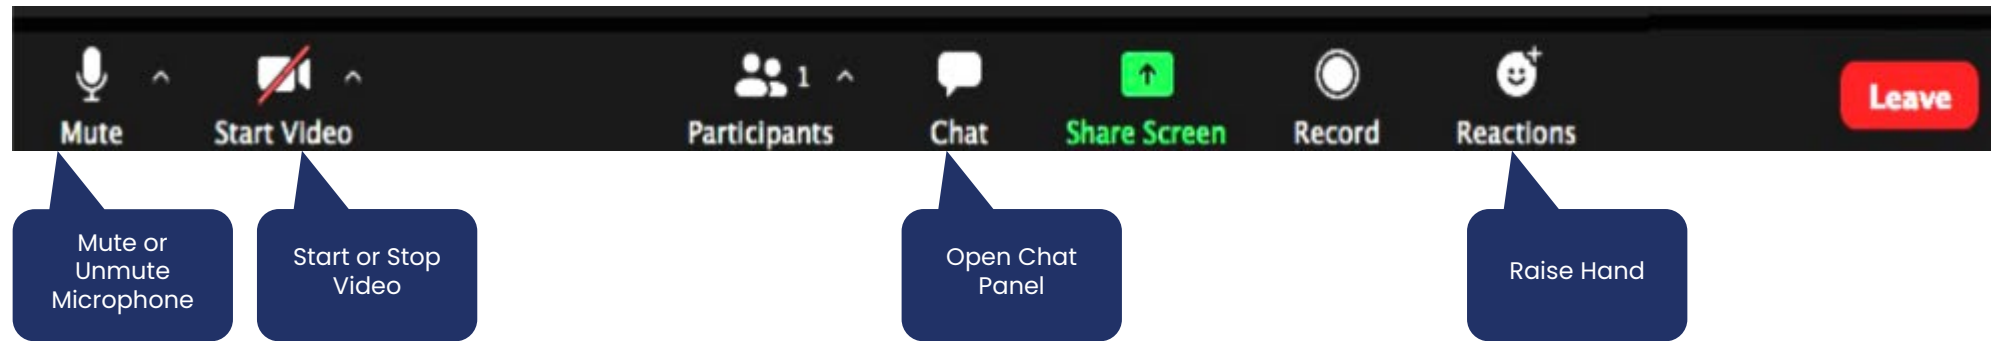 1
Mute
Start Video
Participants
Chat
Share Screen
Record
Reactions
Leave
Mute or
Unmute
Microphone
Start or Stop
Video
Open Chat
Panel
Raise Hand